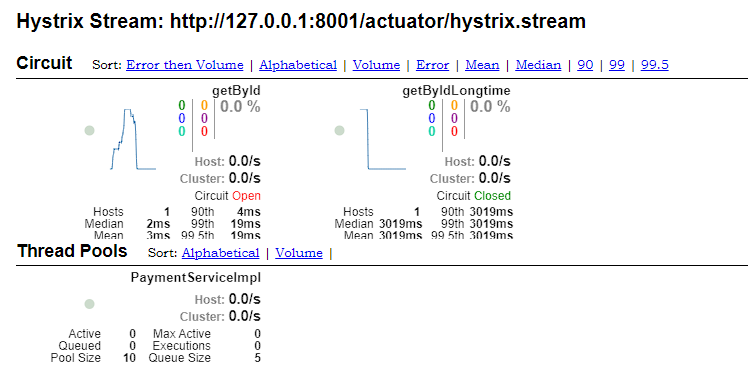 Hystrix Stream: http://127.0.0.1:8001/actuator/hystrix.stream
Circuit Sort: Error then Volume | Alphabetical | Volume | Error | Mean | Median | 90 | 99 | 99.5
getById getByIdLongtime
0 0 0.0 % 0 0 0.0 %
0 0 0 0
0 0 0 0
Host: 0.0/s Host: 0.0/s
Cluster: 0.0/s Cluster: 0.0/s
Circuit Open Circuit Closed
Hosts 1 90th 4ms Hosts 1 90th 3019ms
Median 2ms 99th 19ms Median 3019ms 99th 3019ms
Mean 3ms 99.5th 19ms Mean 3019ms 99.5th 3019ms
Thread Pools Sort: Alphabetical | Volume |
PaymentServiceImpl
Host: 0.0/s
Cluster: 0.0/s
Active 0 Max Active 0
Queued 0 Executions 0
Pool Size 10 Queue Size 5